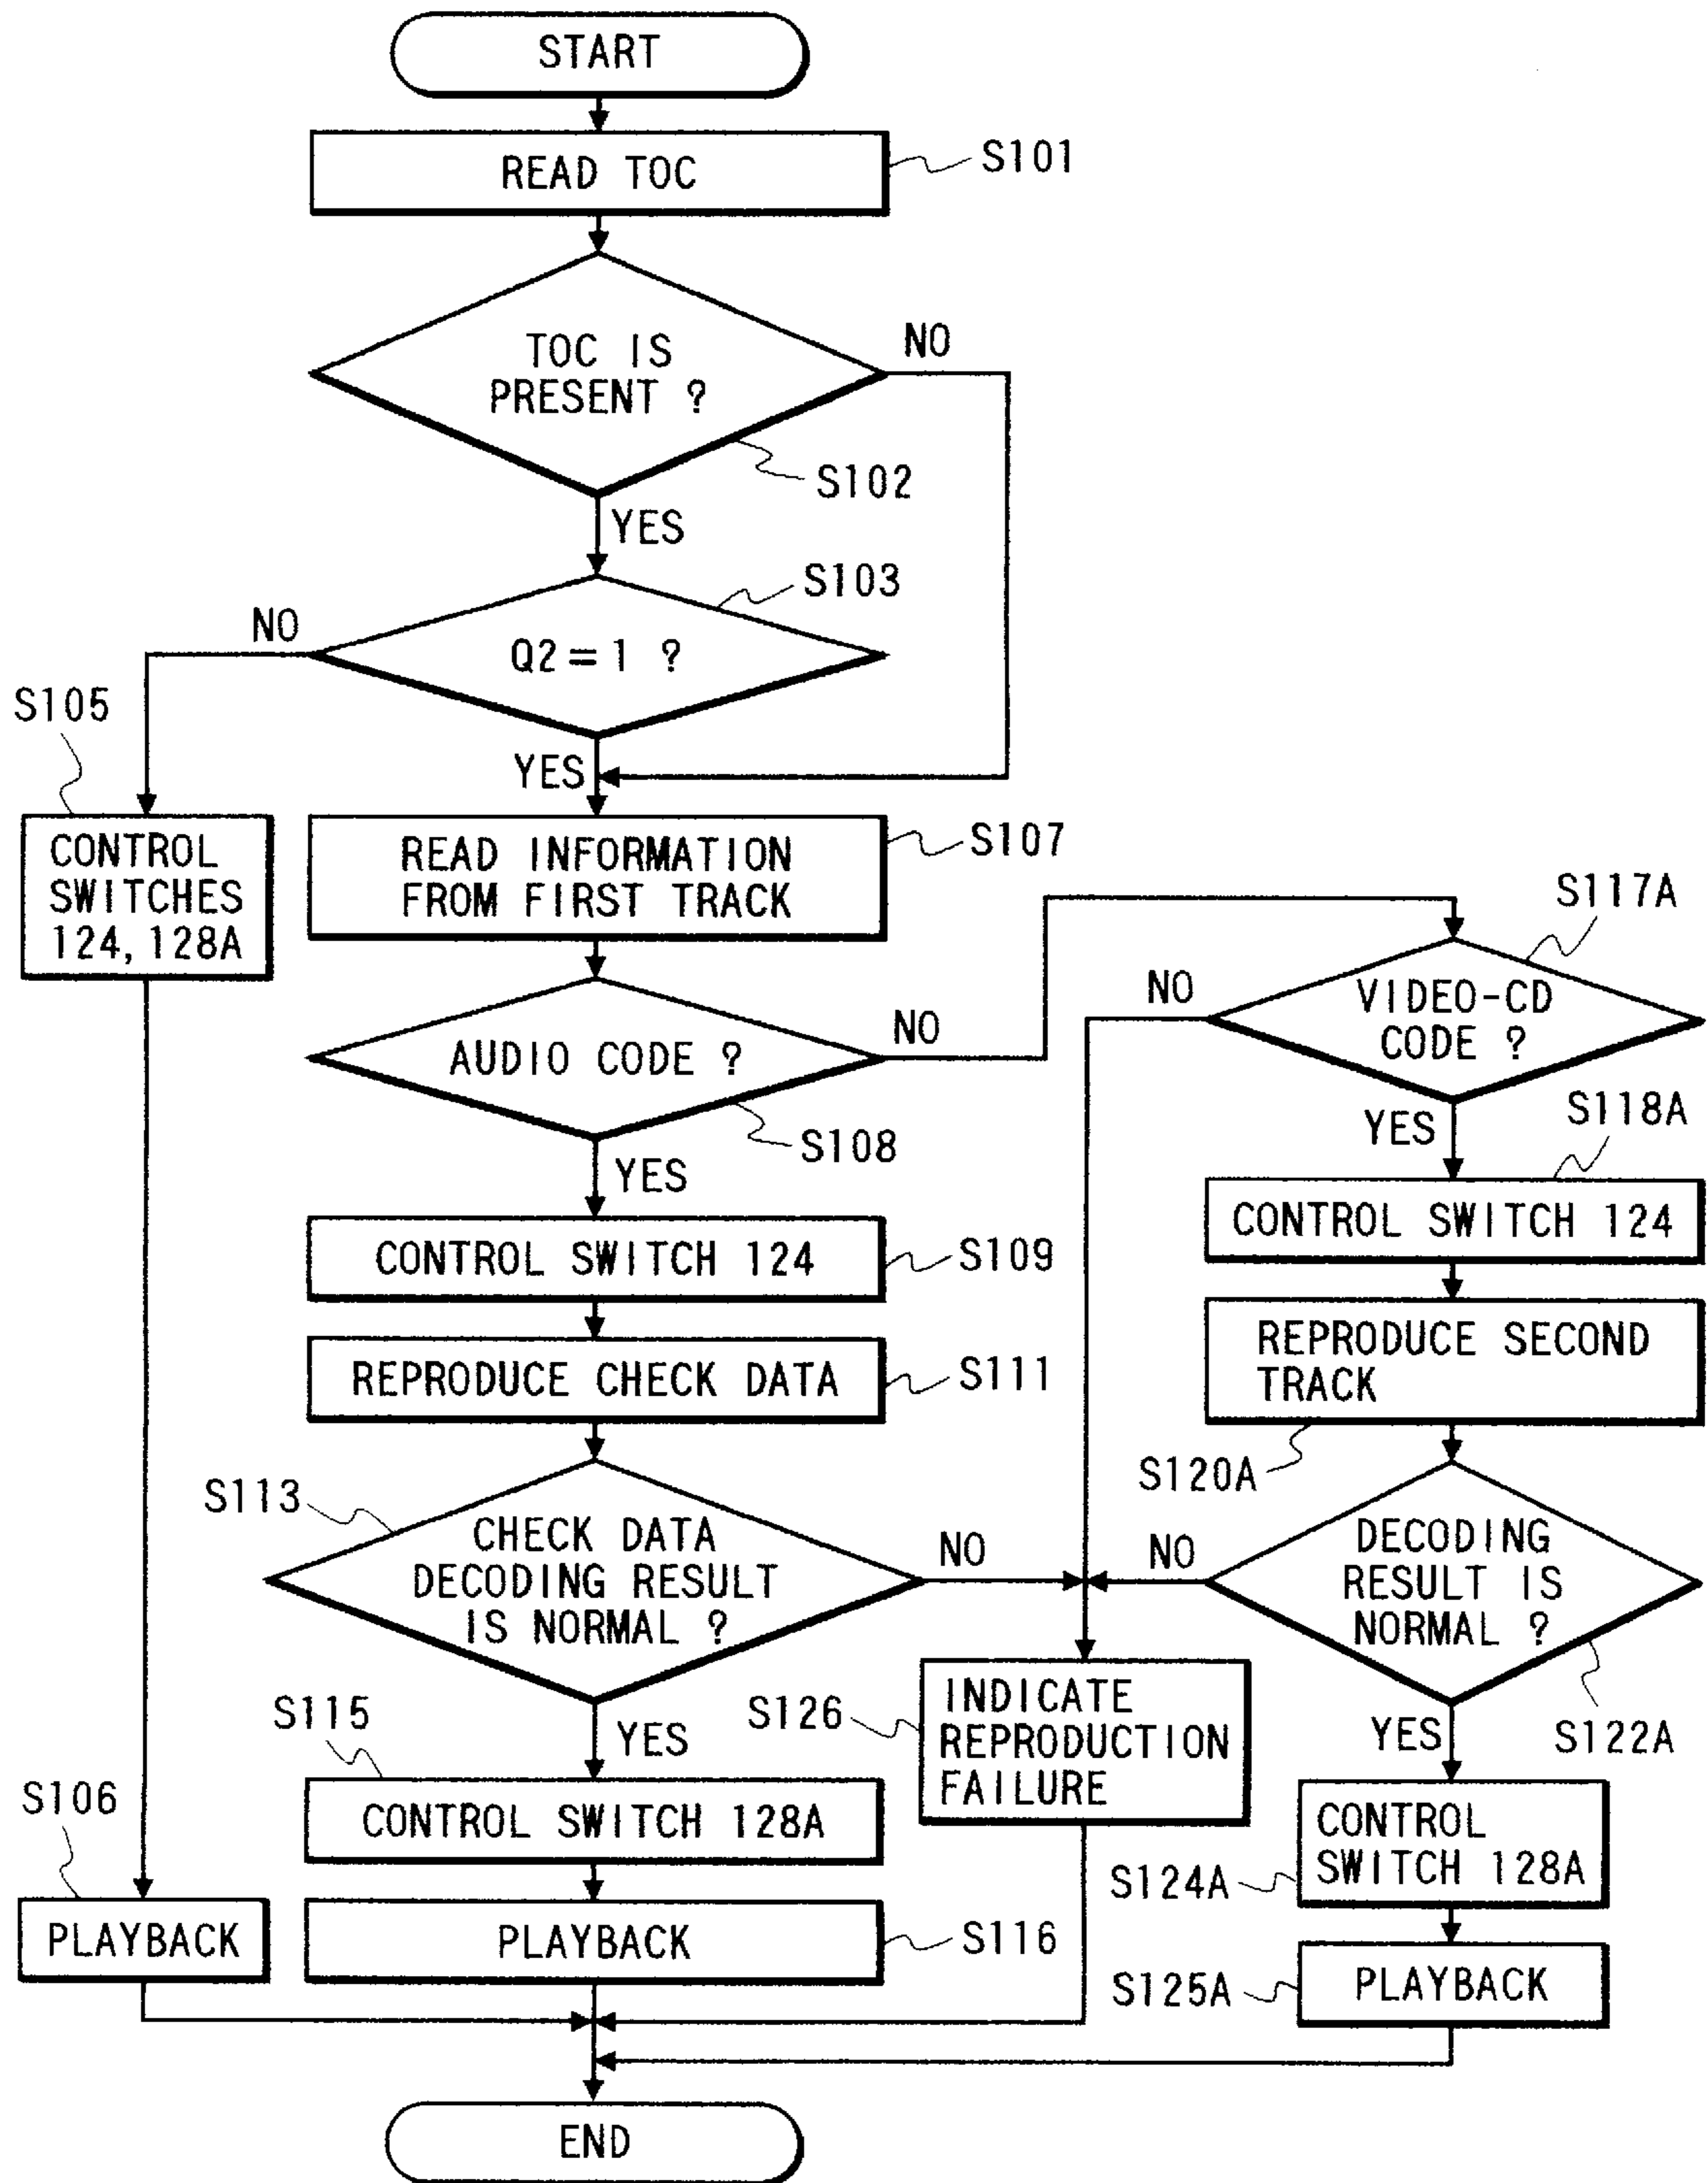 START
READ TOC
S101
TOC IS
PRESENT ?
NO
S102
YES
S103
Q2=1 ?
NO
S105
YES
CONTROL
SWITCHES
124, 128A
READ INFORMATION
FROM FIRST TRACK
S107
S117A
VIDEO-CD
CODE ?
NO
AUDIO CODE ?
NO
S108
YES
YES
S118A
CONTROL SWITCH 124
S109
CONTROL SWITCH 124
REPRODUCE CHECK DATA
S111
REPRODUCE SECOND
TRACK
S120A
S113
CHECK DATA
DECODING RESULT
IS NORMAL ?
NO
NO
DECODING
RESULT IS
NORMAL ?
S122A
YES
S115
YES
S126
INDICATE
REPRODUCTION
FAILURE
CONTROL SWITCH 128A
CONTROL
SWITCH 128A
S124A
S106
PLAYBACK
PLAYBACK
S116
S125A
PLAYBACK
END